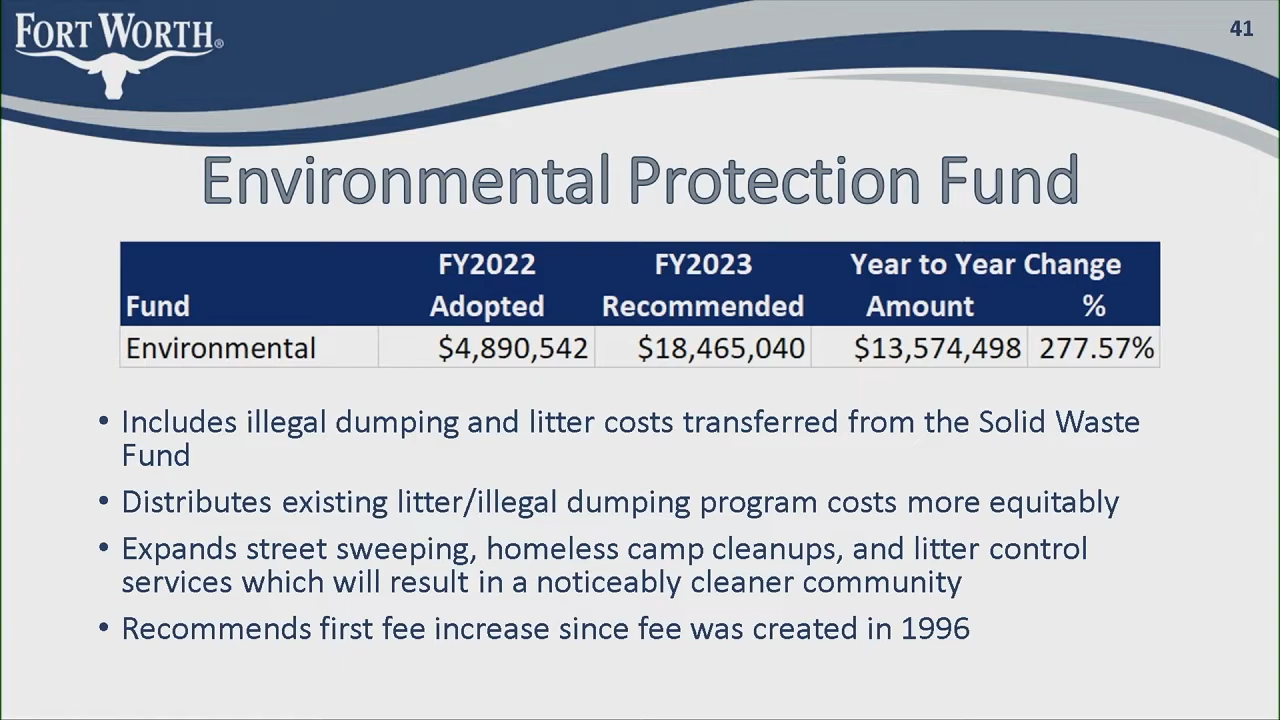 FORT WORTH®
41
Environmental Protection Fund
FY2022 FY2023 Year to Year Change
Fund Adopted Recommended Amount %
Environmental $4,890,542 $18,465,040 $13,574,498 277.57%
• Includes illegal dumping and litter costs transferred from the Solid Waste
Fund
• Distributes existing litter/illegal dumping program costs more equitably
• Expands street sweeping, homeless camp cleanups, and litter control
services which will result in a noticeably cleaner community
• Recommends first fee increase since fee was created in 1996